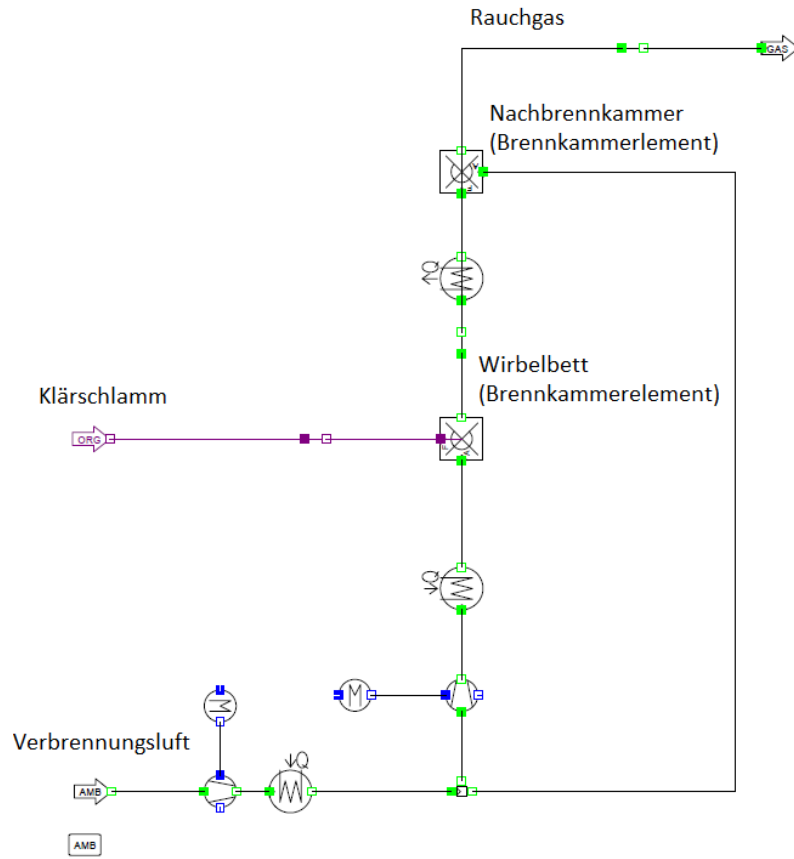 Rauchgas
GAS
Nachbrennkammer
(Brennkammerlement)
A
F
Q
Wirbelbett
(Brennkammerelement)
Klärschlamm
ORG
F
A
Q
M
M
Verbrennungsluft
Q
AMB
AMB